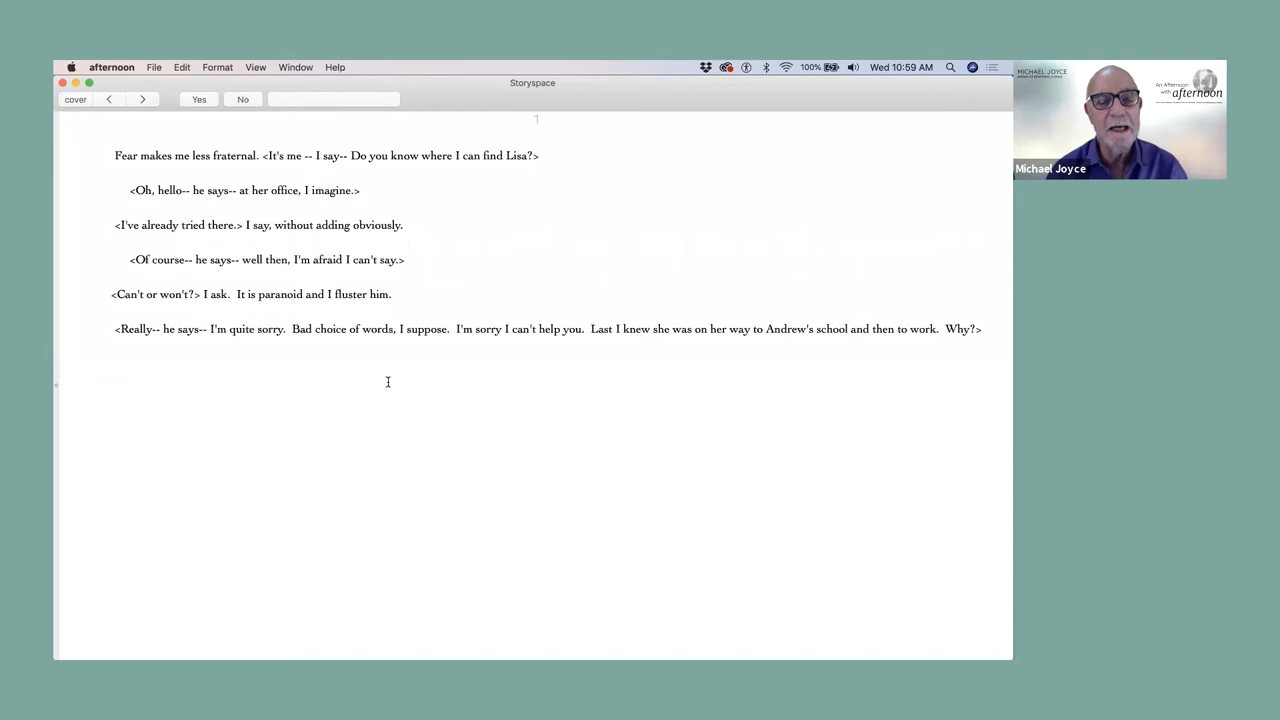 afternoon File Edit Format View Window Help 100% Wed 10:59 AM
Storyspace
cover Yes No
1
Fear makes me less fraternal. <It's me -- I say-- Do you know where I can find Lisa?>
<Oh, hello-- he says-- at her office, I imagine.>
<I've already tried there.> I say, without adding obviously.
<Of course-- he says-- well then, I'm afraid I can't say.>
<Can't or won't?> I ask.  It is paranoid and I fluster him.
<Really-- he says-- I'm quite sorry.  Bad choice of words, I suppose.  I'm sorry I can't help you.  Last I knew she was on her way to Andrew's school and then to work.  Why?>
MICHAEL JOYCE
An Afternoon
with afternoon
Michael Joyce